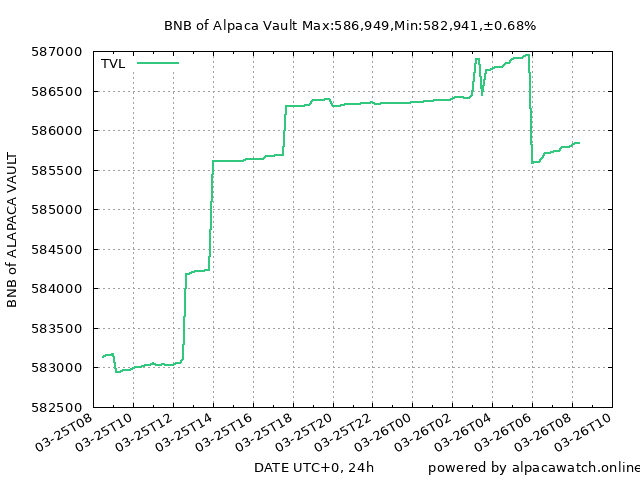 BNB of Alpaca Vault Max:586,949,Min:582,941,±0.68%
TVL
587000
586500
586000
585500
585000
584500
584000
583500
583000
582500
BNB of ALAPACA VAULT
03-25T08
03-25T10
03-25T12
03-25T14
03-25T16
03-25T18
03-25T20
03-25T22
03-26T00
03-26T02
03-26T04
03-26T06
03-26T08
03-26T10
DATE UTC+0, 24h
powered by alpacawatch.online